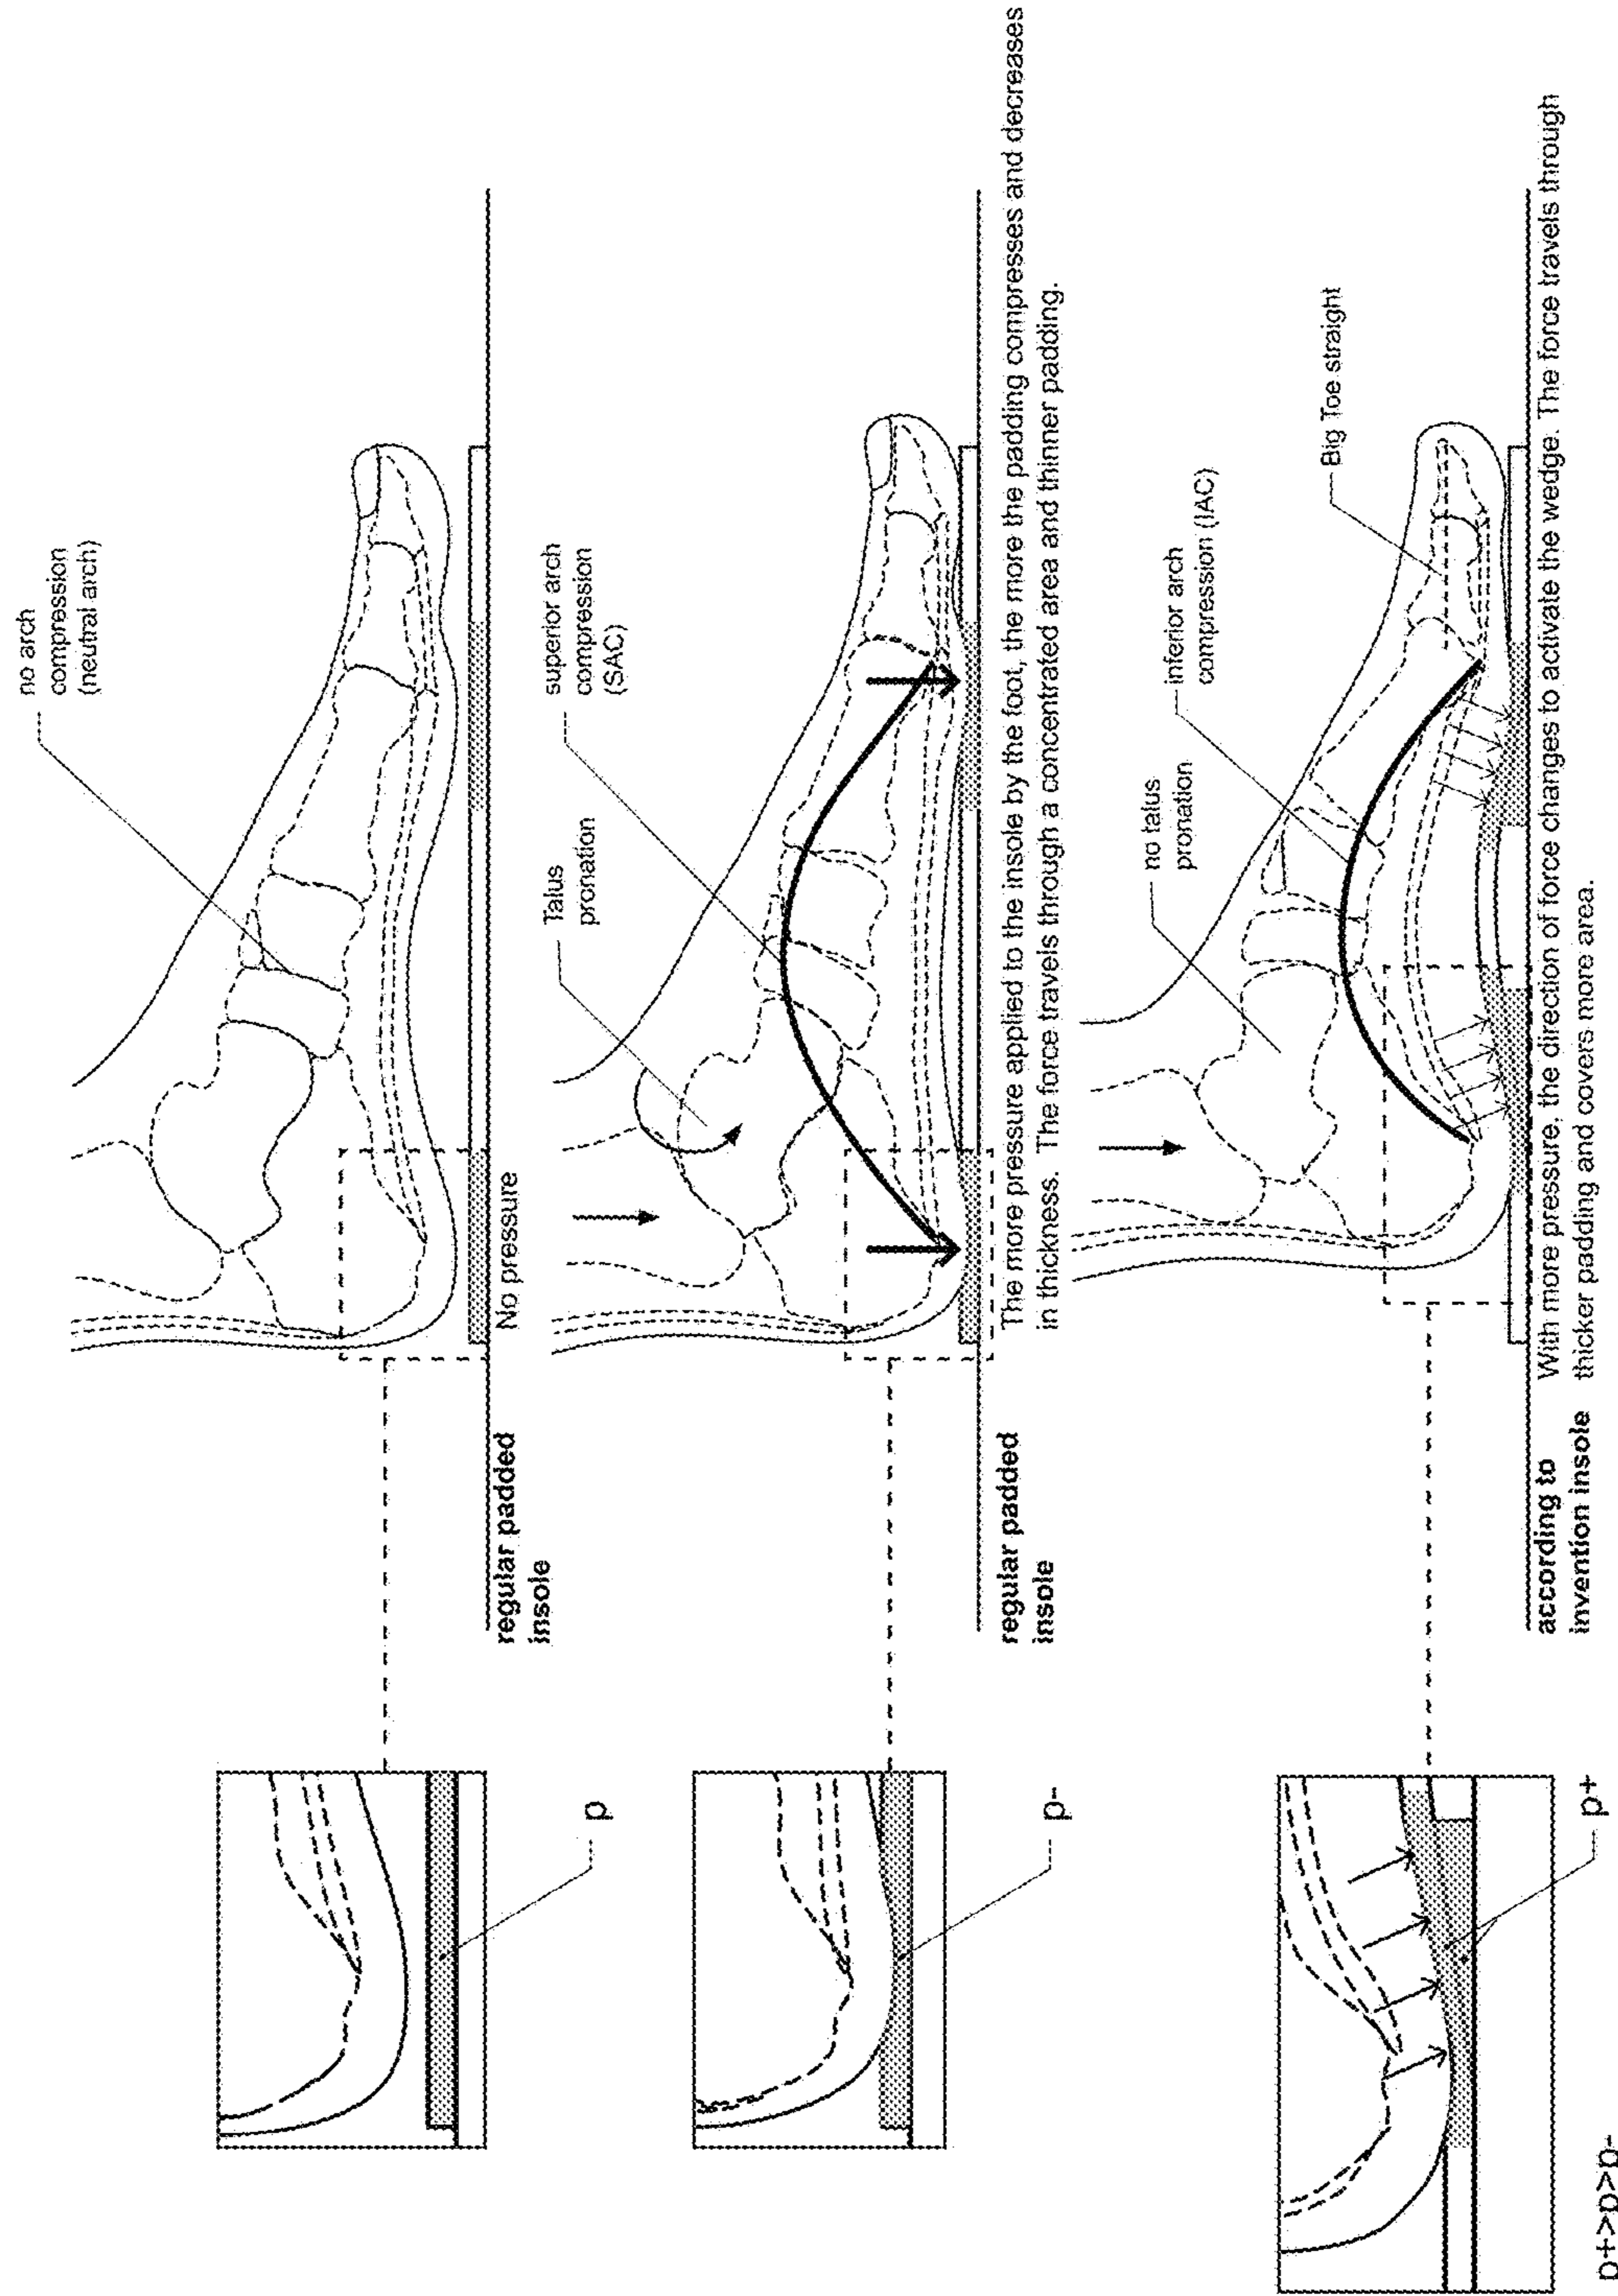 no arch
compression
(neutral arch)
No pressure
regular padded
insole
p
superior arch
compression
(SAC)
Talus
pronation
The more pressure applied to the insole by the foot, the more the padding compresses and decreases
in thickness. The force travels through a concentrated area and thinner padding.
regular padded
insole
p-
inferior arch
compression (IAC)
no talus
pronation
Big Toe straight
With more pressure, the direction of force changes to activate the wedge. The force travels through
thicker padding and covers more area.
according to
invention insole
p+
p+>p>p-